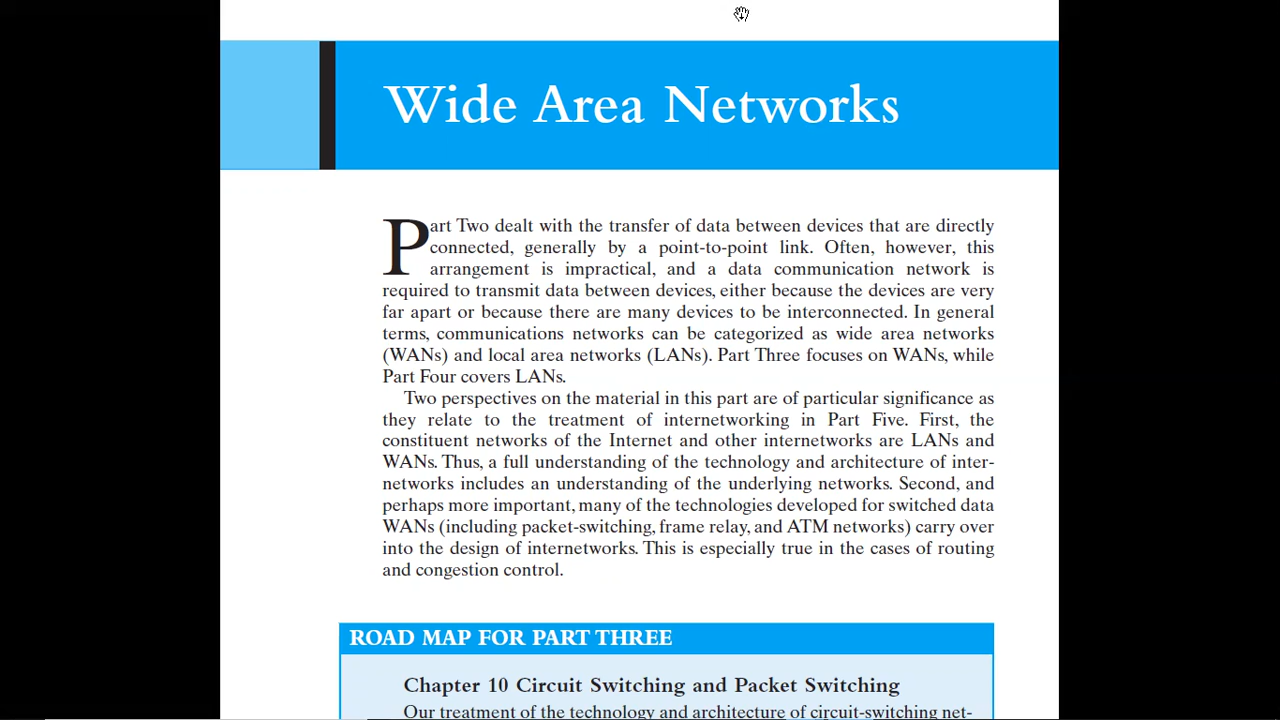 Wide Area Networks
Part Two dealt with the transfer of data between devices that are directly
connected, generally by a point-to-point link. Often, however, this
arrangement is impractical, and a data communication network is
required to transmit data between devices, either because the devices are very
far apart or because there are many devices to be interconnected. In general
terms, communications networks can be categorized as wide area networks
(WANs) and local area networks (LANs). Part Three focuses on WANs, while
Part Four covers LANs.
Two perspectives on the material in this part are of particular significance as
they relate to the treatment of internetworking in Part Five. First, the
constituent networks of the Internet and other internetworks are LANs and
WANs. Thus, a full understanding of the technology and architecture of inter-
networks includes an understanding of the underlying networks. Second, and
perhaps more important, many of the technologies developed for switched data
WANs (including packet-switching, frame relay, and ATM networks) carry over
into the design of internetworks. This is especially true in the cases of routing
and congestion control.
ROAD MAP FOR PART THREE
Chapter 10 Circuit Switching and Packet Switching
Our treatment of the technology and architecture of circuit-switching net-